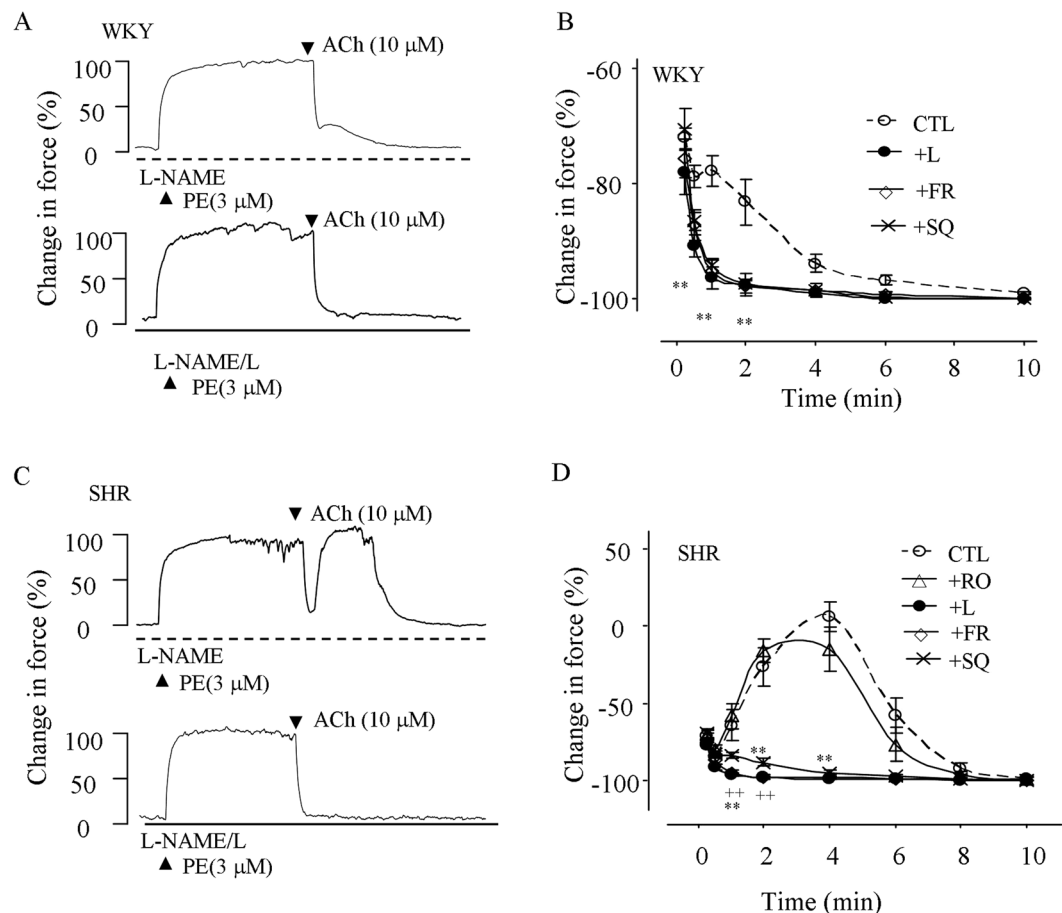 A
WKY
ACh (10 μM)
100
50
0
L-NAME
▲ PE(3 μM)
ACh (10 μM)
100
50
0
L-NAME/L
▲ PE(3 μM)
Change in force (%)
B
WKY
-60
-80
-100
CTL
+L
+FR
+SQ
**
**
**
0
2
4
6
8
10
Time (min)
Change in force (%)
C
SHR
ACh (10 μM)
100
50
0
L-NAME
▲ PE(3 μM)
ACh (10 μM)
100
50
0
L-NAME/L
▲ PE(3 μM)
Change in force (%)
D
SHR
50
0
-50
-100
CTL
+RO
+L
+FR
+SQ
**
**
++
++
**
0
2
4
6
8
10
Time (min)
Change in force (%)